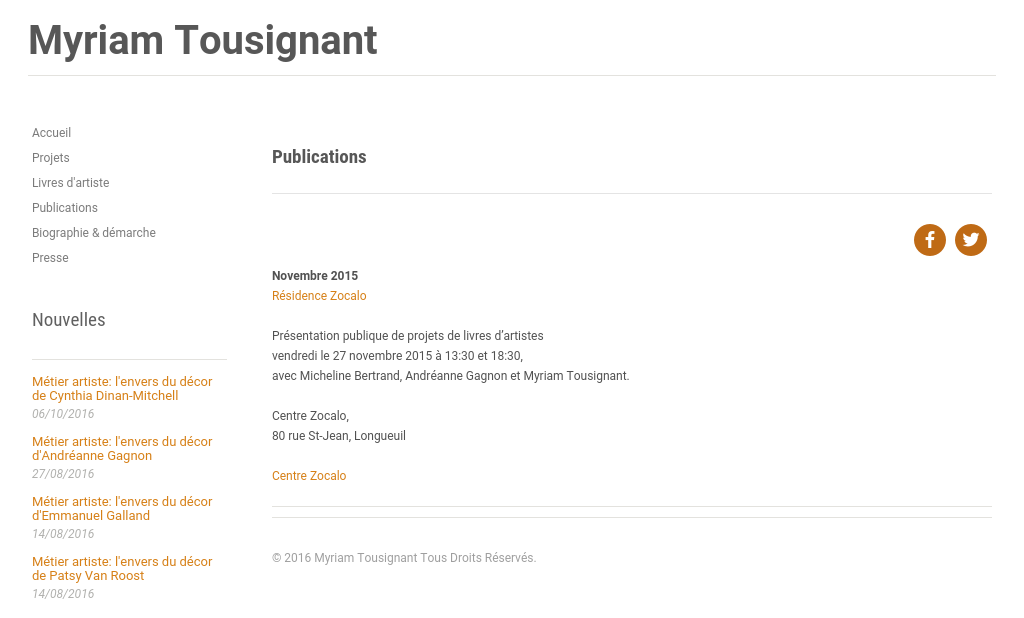 Myriam Tousignant
Accueil
Projets
Livres d'artiste
Publications
Biographie & démarche
Presse
Nouvelles
Métier artiste: l'envers du décor
de Cynthia Dinan-Mitchell
06/10/2016
Métier artiste: l'envers du décor
d'Andréanne Gagnon
27/08/2016
Métier artiste: l'envers du décor
d'Emmanuel Galland
14/08/2016
Métier artiste: l'envers du décor
de Patsy Van Roost
14/08/2016
Publications
Novembre 2015
Résidence Zocalo
Présentation publique de projets de livres d'artistes
vendredi le 27 novembre 2015 à 13:30 et 18:30,
avec Micheline Bertrand, Andréanne Gagnon et Myriam Tousignant.
Centre Zocalo,
80 rue St-Jean, Longueuil
Centre Zocalo
© 2016 Myriam Tousignant Tous Droits Réservés.